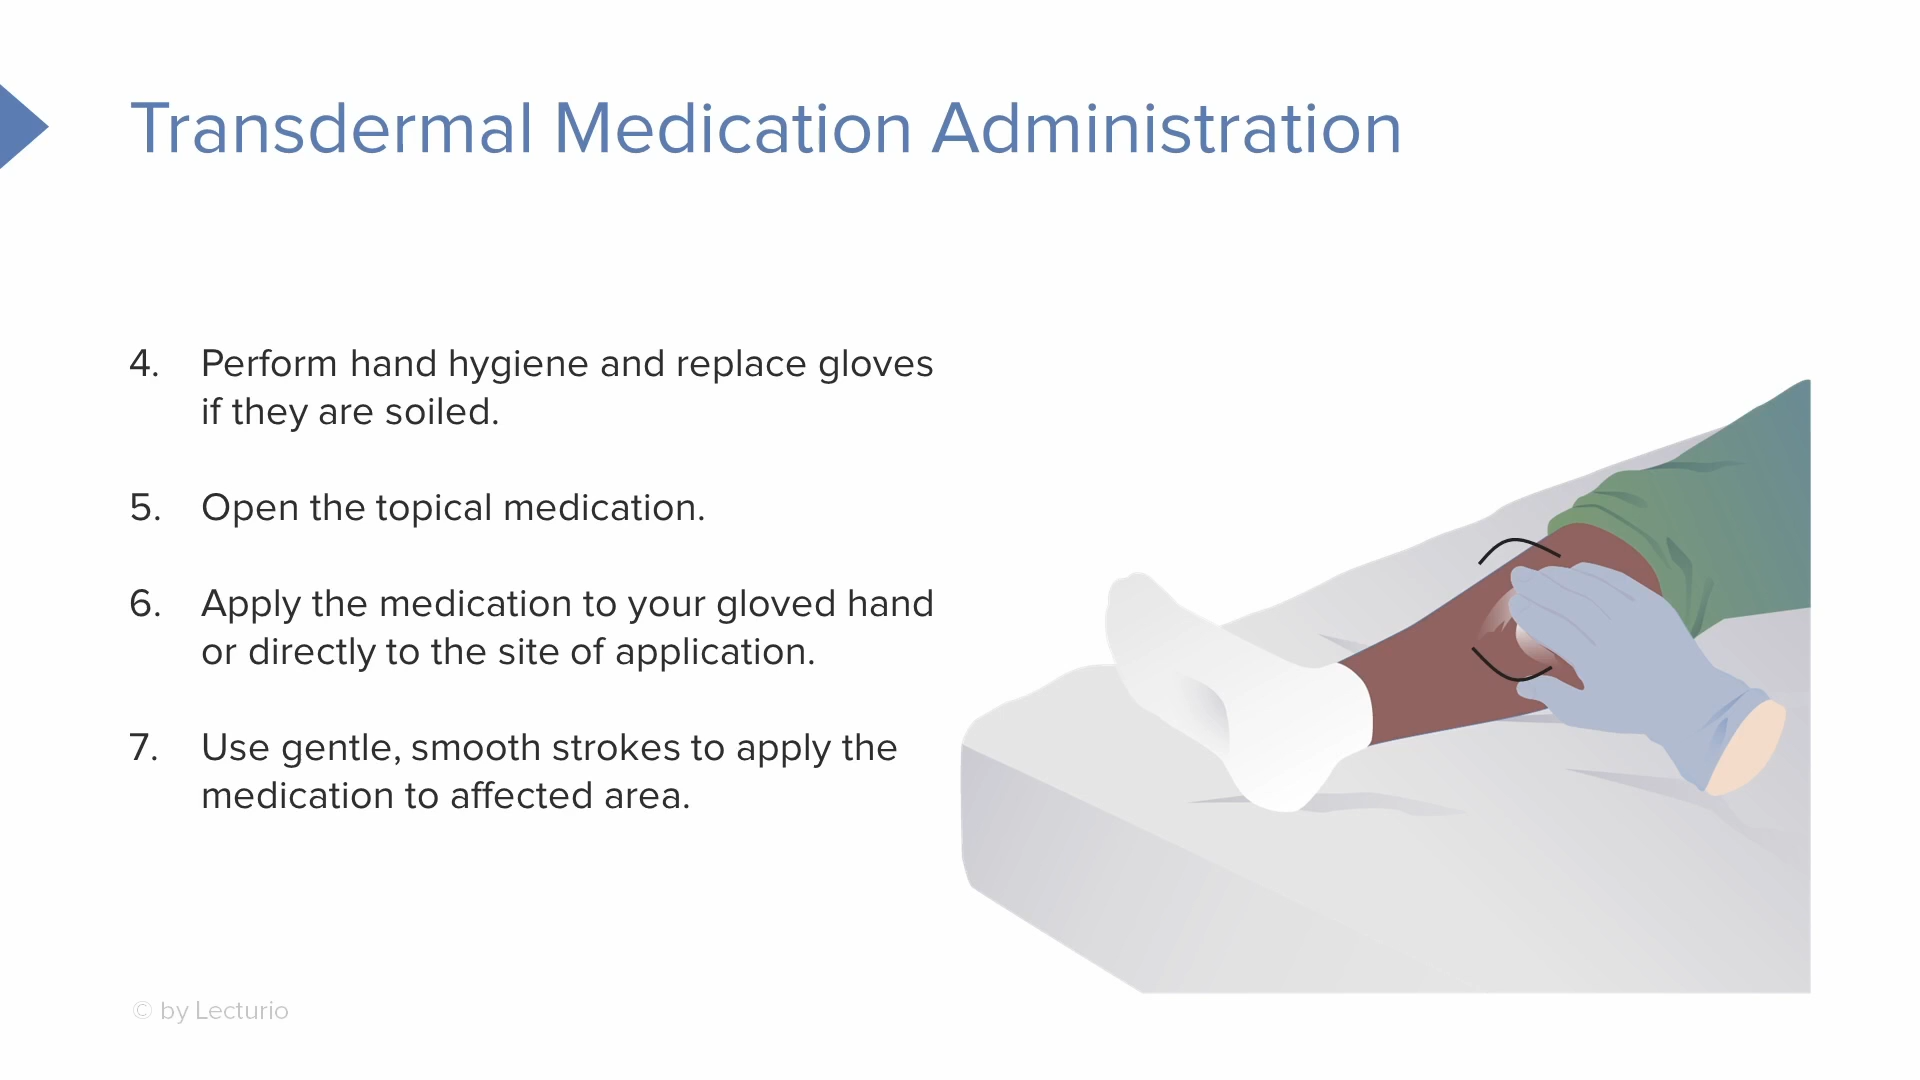 Transdermal Medication Administration
4. Perform hand hygiene and replace gloves
if they are soiled.
5. Open the topical medication.
6. Apply the medication to your gloved hand
or directly to the site of application.
7. Use gentle, smooth strokes to apply the
medication to affected area.
© by Lecturio